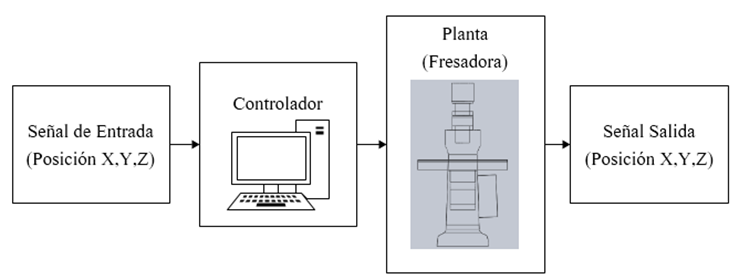 Señal de Entrada
(Posición X,Y,Z)
Controlador
Planta
(Fresadora)
Señal Salida
(Posición X,Y,Z)